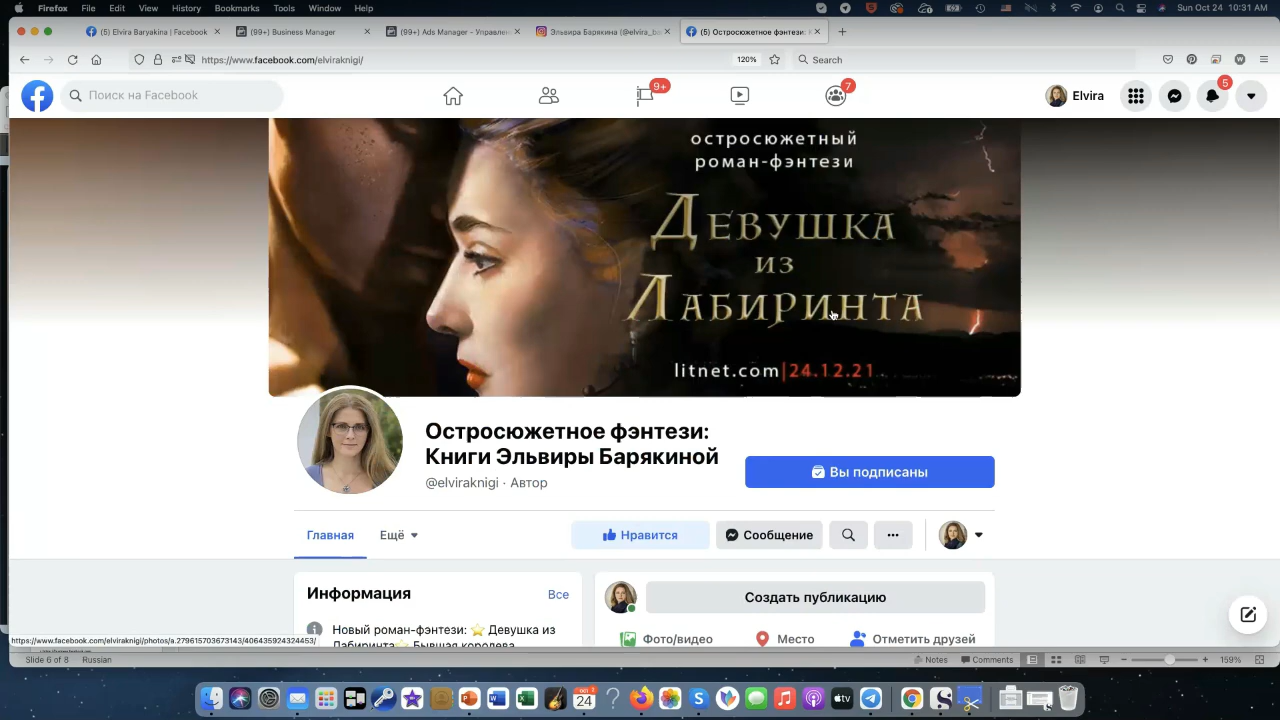 Firefox File Edit View History Bookmarks Tools Window Help
Sun Oct 24 10:31 AM
(5) Elvira Baryakina | Facebook
(99+) Business Manager
(99+) Ads Manager - Управлен
Эльвира Барякина (@elvira_ba
(5) Остросюжетное фэнтези:
https://www.facebook.com/elviraknigi/
120%
Search
Поиск на Facebook
9+
7
Elvira
5
остросюжетный
роман-фэнтези
Девушка
из
Лабиринта
litnet.com|24.12.21
Остросюжетное фэнтези:
Книги Эльвиры Барякиной
@elviraknigi · Автор
Вы подписаны
Главная
Ещё
Нравится
Сообщение
Информация
Все
Создать публикацию
Новый роман-фэнтези: ⭐ Девушка из
Лабиринта⭐ Бывшая королева
Фото/видео
Место
Отметить друзей
https://www.facebook.com/elviraknigi/photos/a.279615703673143/406435924324453/
Slide 6 of 8
Russian
Notes
Comments
159%
24